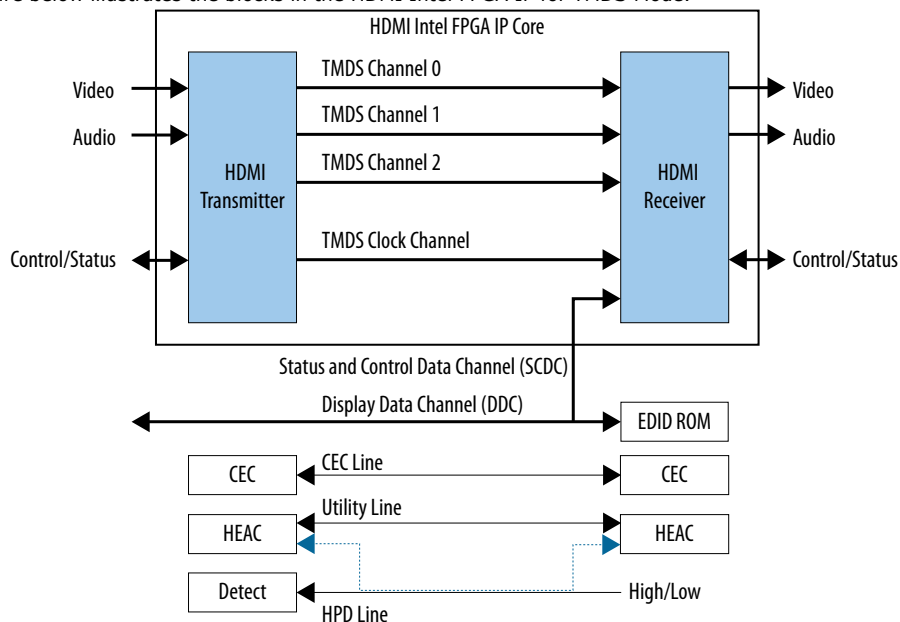 HDMI Intel FPGA IP Core
TMDS Channel 0
Video
Video
TMDS Channel 1
Audio
Audio
TMDS Channel 2
HDMI
Transmitter
HDMI
Receiver
TMDS Clock Channel
Control/Status
Control/Status
Status and Control Data Channel (SCDC)
Display Data Channel (DDC)
EDID ROM
CEC
CEC Line
CEC
Utility Line
HEAC
HEAC
Detect
High/Low
HPD Line